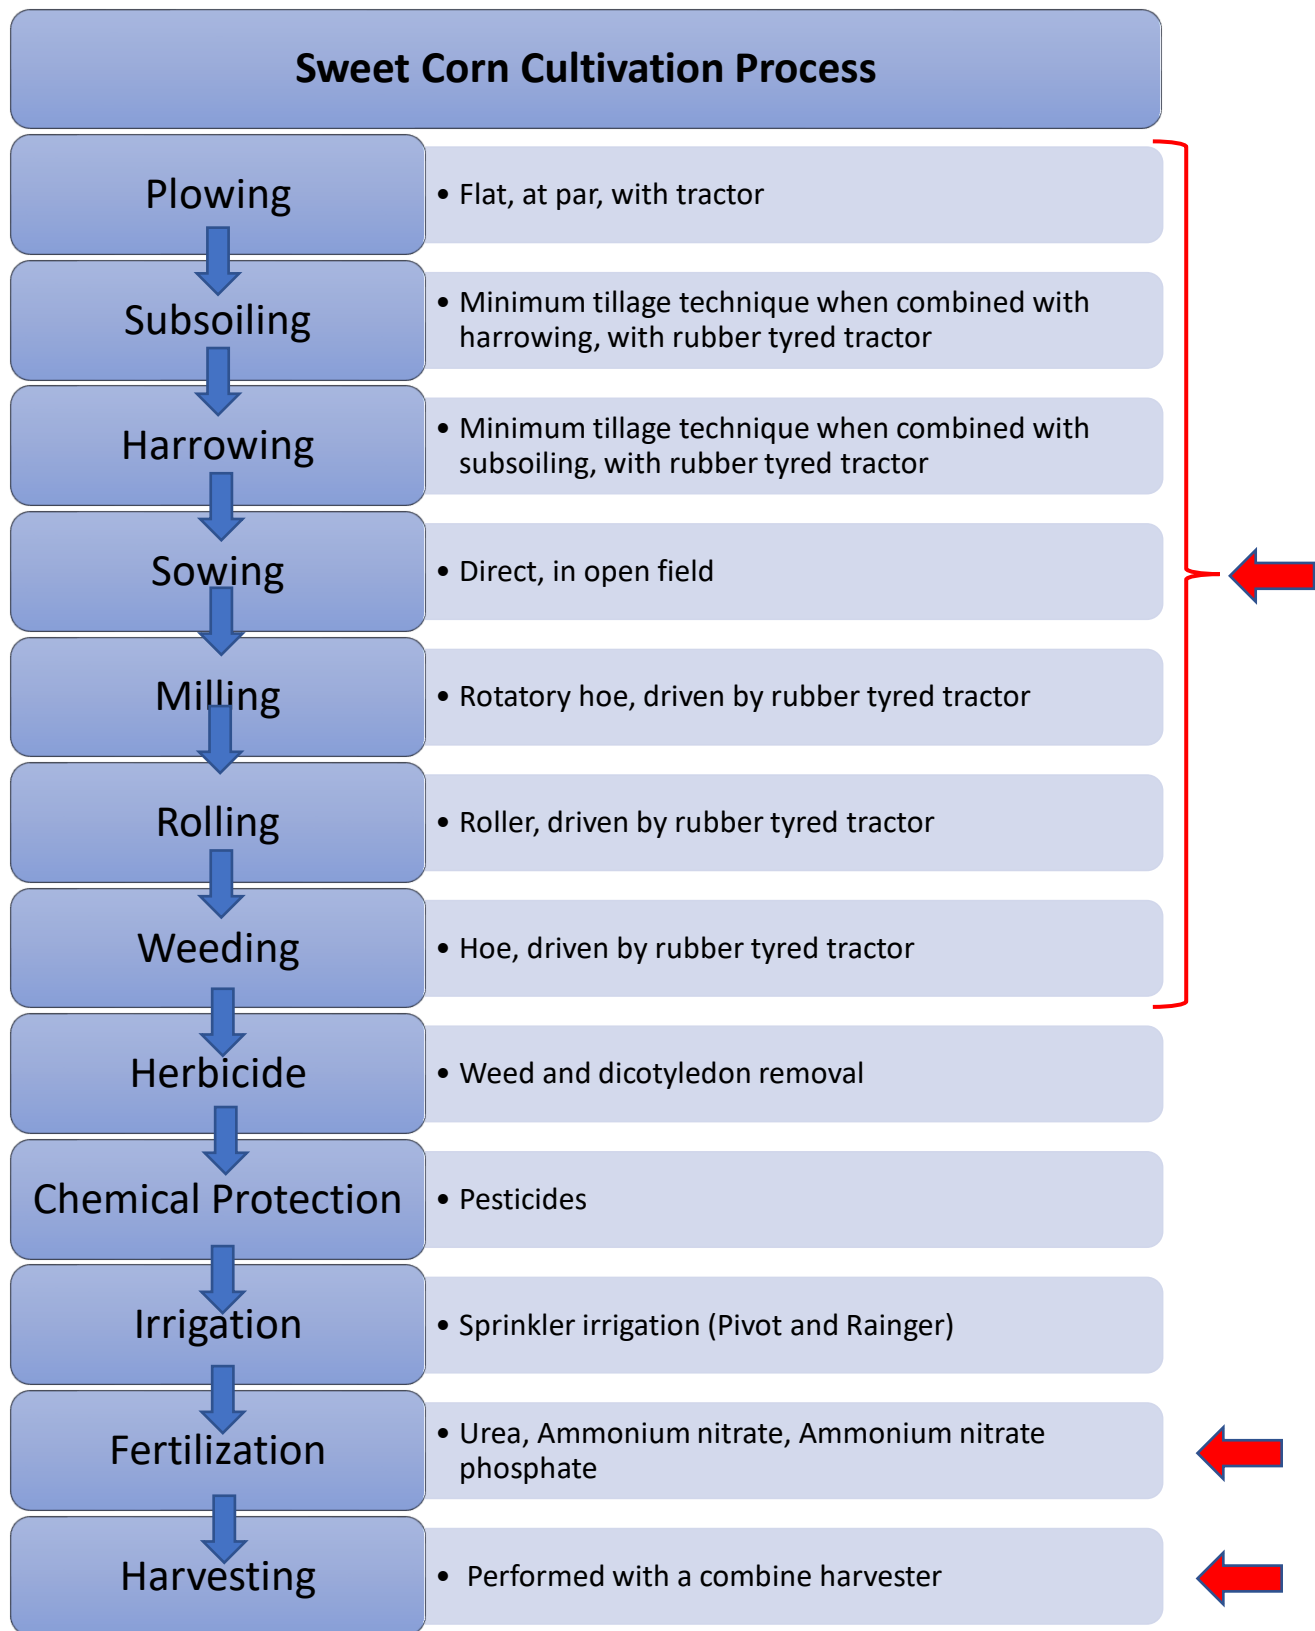 Sweet Corn Cultivation Process
Plowing
• Flat, at par, with tractor
Subsoiling
• Minimum tillage technique when combined with
harrowing, with rubber tyred tractor
Harrowing
• Minimum tillage technique when combined with
subsoiling, with rubber tyred tractor
Sowing
• Direct, in open field
Milling
• Rotatory hoe, driven by rubber tyred tractor
Rolling
• Roller, driven by rubber tyred tractor
Weeding
• Hoe, driven by rubber tyred tractor
Herbicide
• Weed and dicotyledon removal
Chemical Protection
• Pesticides
Irrigation
• Sprinkler irrigation (Pivot and Rainger)
Fertilization
• Urea, Ammonium nitrate, Ammonium nitrate
phosphate
Harvesting
• Performed with a combine harvester